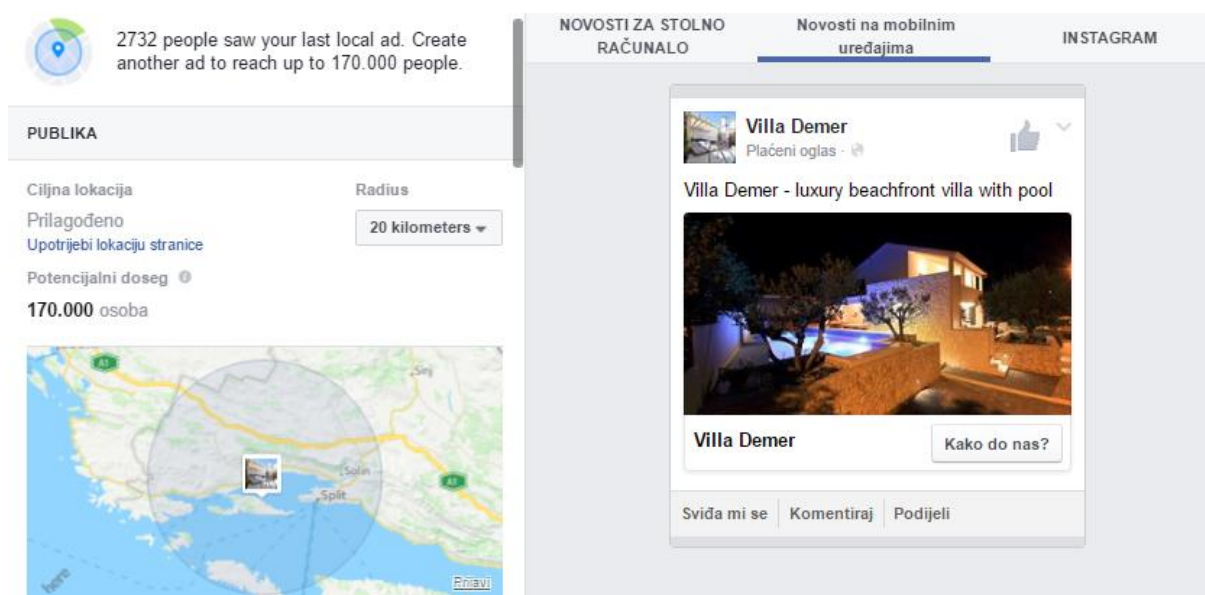 2732 people saw your last local ad. Create
another ad to reach up to 170.000 people.
PUBLIKA
Ciljna lokacija
Radius
Prilagođeno
20 kilometers
Upotrijebi lokaciju stranice
Potencijalni doseg
170.000 osoba
A1
Sinj
Solin
A1
Split
here
Prijavi
NOVOSTI ZA STOLNO
RAČUNALO
Novosti na mobilnim
uređajima
INSTAGRAM
Villa Demer
Plaćeni oglas ·
Villa Demer - luxury beachfront villa with pool
Villa Demer
Kako do nas?
Sviđa mi se
Komentiraj
Podijeli